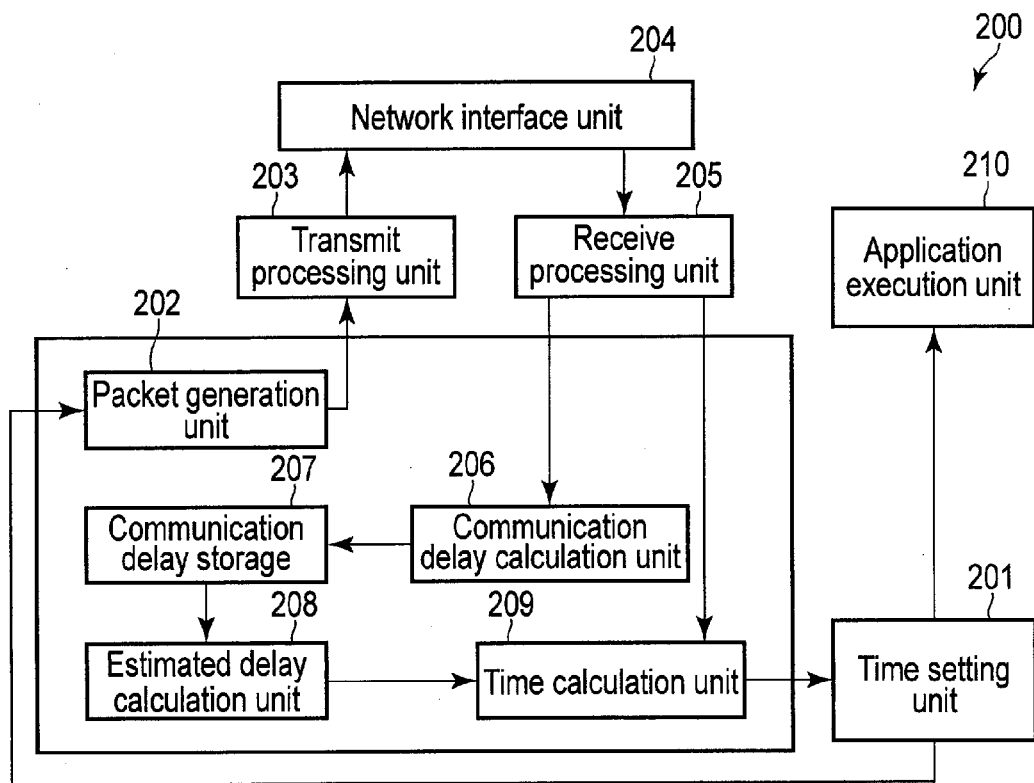 200
204
Network interface unit
203
205
210
Transmit
processing unit
Receive
processing unit
Application
execution unit
202
Packet generation
unit
207
206
Communication
delay storage
Communication
delay calculation unit
201
208
209
Estimated delay
calculation unit
Time calculation unit
Time setting
unit